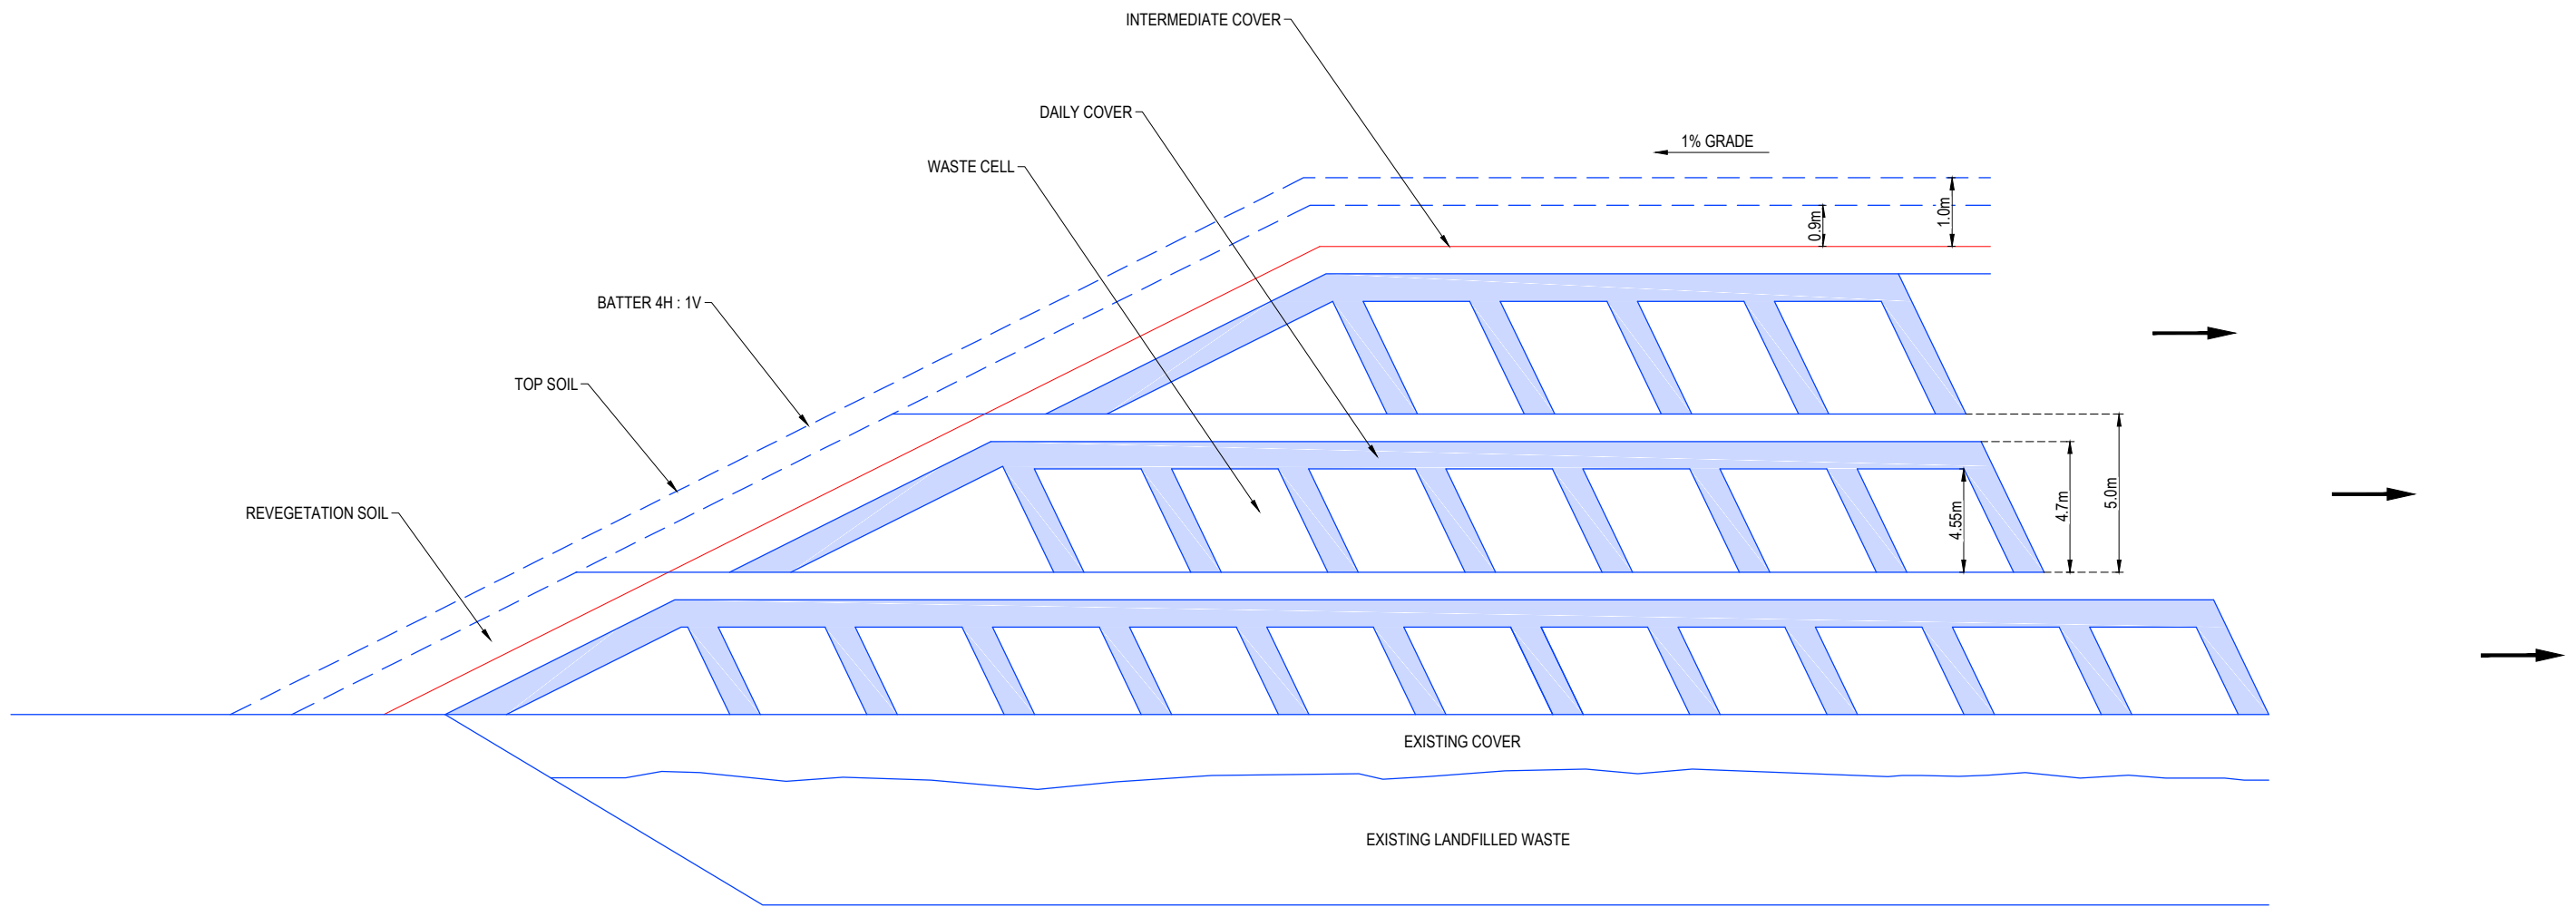 INTERMEDIATE COVER
DAILY COVER
1% GRADE
WASTE CELL
1.0m
0.9m
BATTER 4H : 1V
TOP SOIL
5.0m
4.7m
4.55m
REVEGETATION SOIL
EXISTING COVER
EXISTING LANDFILLED WASTE